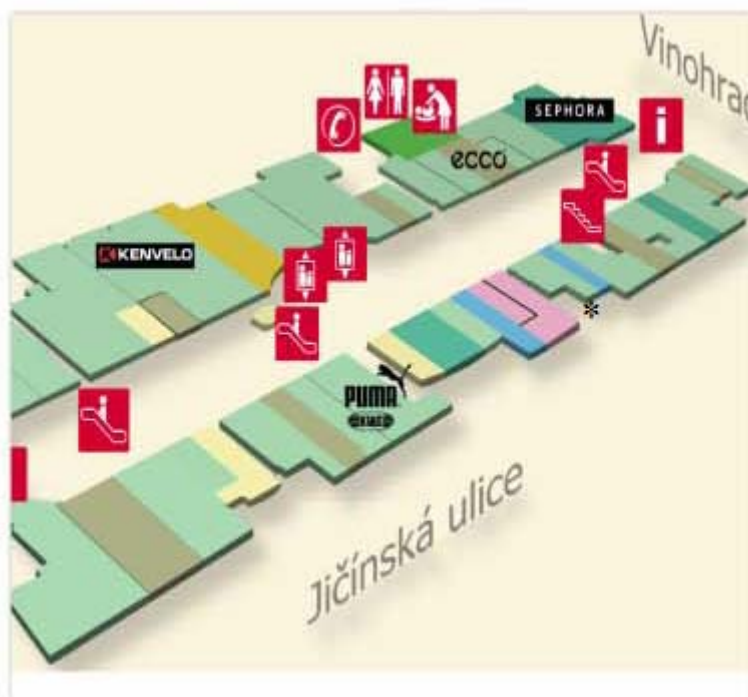 Vinohrad
SEPHORA
ecco
KENVELO
PUMA
Jičínská ulice